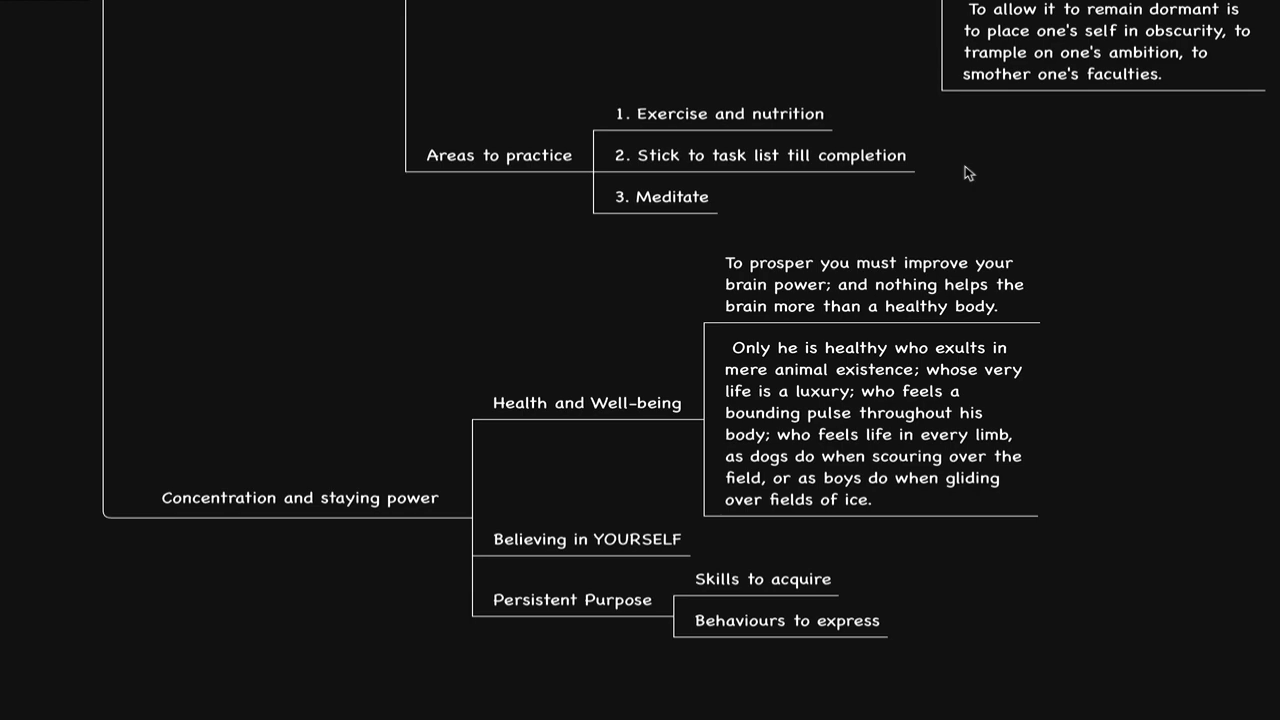 To allow it to remain dormant is
to place one's self in obscurity, to
trample on one's ambition, to
smother one's faculties.
1. Exercise and nutrition
Areas to practice
2. Stick to task list till completion
3. Meditate
To prosper you must improve your
brain power; and nothing helps the
brain more than a healthy body.
Only he is healthy who exults in
mere animal existence; whose very
life is a luxury; who feels a
bounding pulse throughout his
body; who feels life in every limb,
as dogs do when scouring over the
field, or as boys do when gliding
over fields of ice.
Health and Well-being
Concentration and staying power
Believing in YOURSELF
Persistent Purpose
Skills to acquire
Behaviours to express